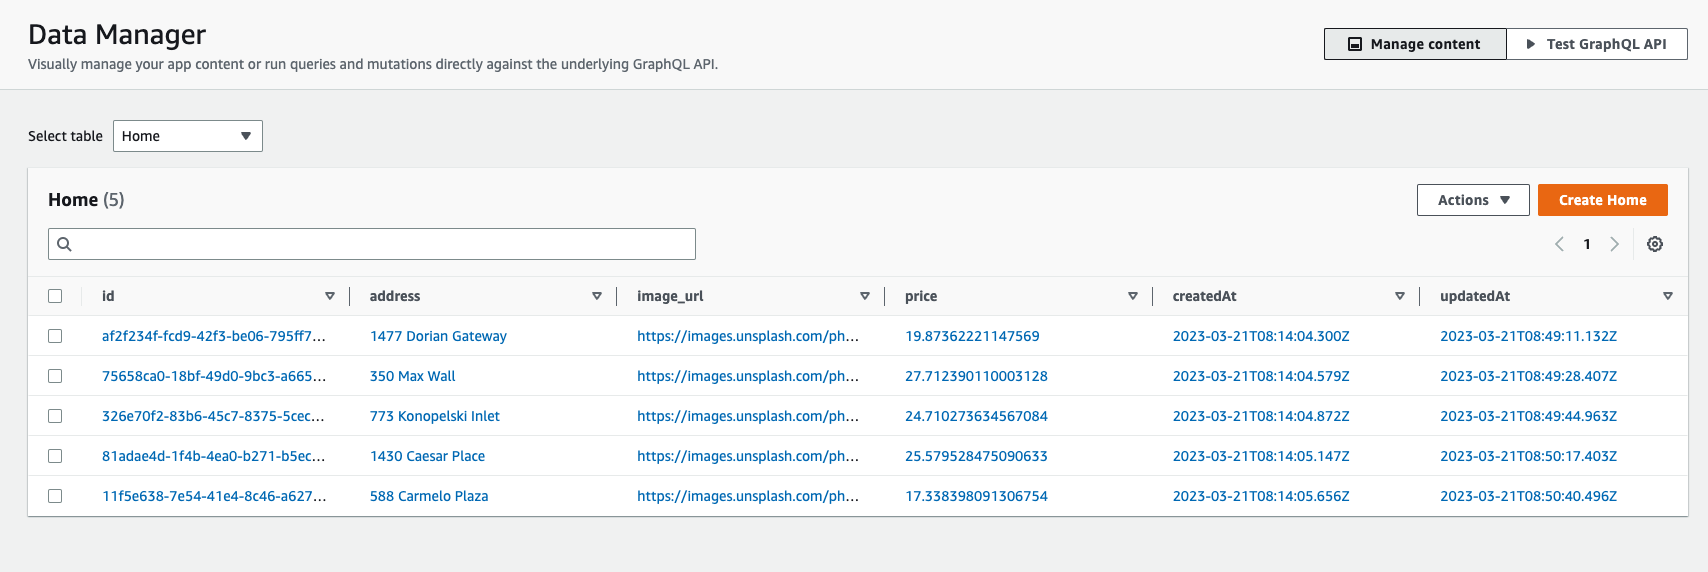 Data Manager
Visually manage your app content or run queries and mutations directly against the underlying GraphQL API.
Manage content Test GraphQL API
Select table Home
Home (5)
Actions Create Home
1
id address image_url price createdAt updatedAt
af2f234f-fcd9-42f3-be06-795ff7... 1477 Dorian Gateway https://images.unsplash.com/ph... 19.87362221147569 2023-03-21T08:14:04.300Z 2023-03-21T08:49:11.132Z
75658ca0-18bf-49d0-9bc3-a665... 350 Max Wall https://images.unsplash.com/ph... 27.712390110003128 2023-03-21T08:14:04.579Z 2023-03-21T08:49:28.407Z
326e70f2-83b6-45c7-8375-5cec... 773 Konopelski Inlet https://images.unsplash.com/ph... 24.710273634567084 2023-03-21T08:14:04.872Z 2023-03-21T08:49:44.963Z
81adae4d-1f4b-4ea0-b271-b5ec... 1430 Caesar Place https://images.unsplash.com/ph... 25.579528475090633 2023-03-21T08:14:05.147Z 2023-03-21T08:50:17.403Z
11f5e638-7e54-41e4-8c46-a627... 588 Carmelo Plaza https://images.unsplash.com/ph... 17.338398091306754 2023-03-21T08:14:05.656Z 2023-03-21T08:50:40.496Z